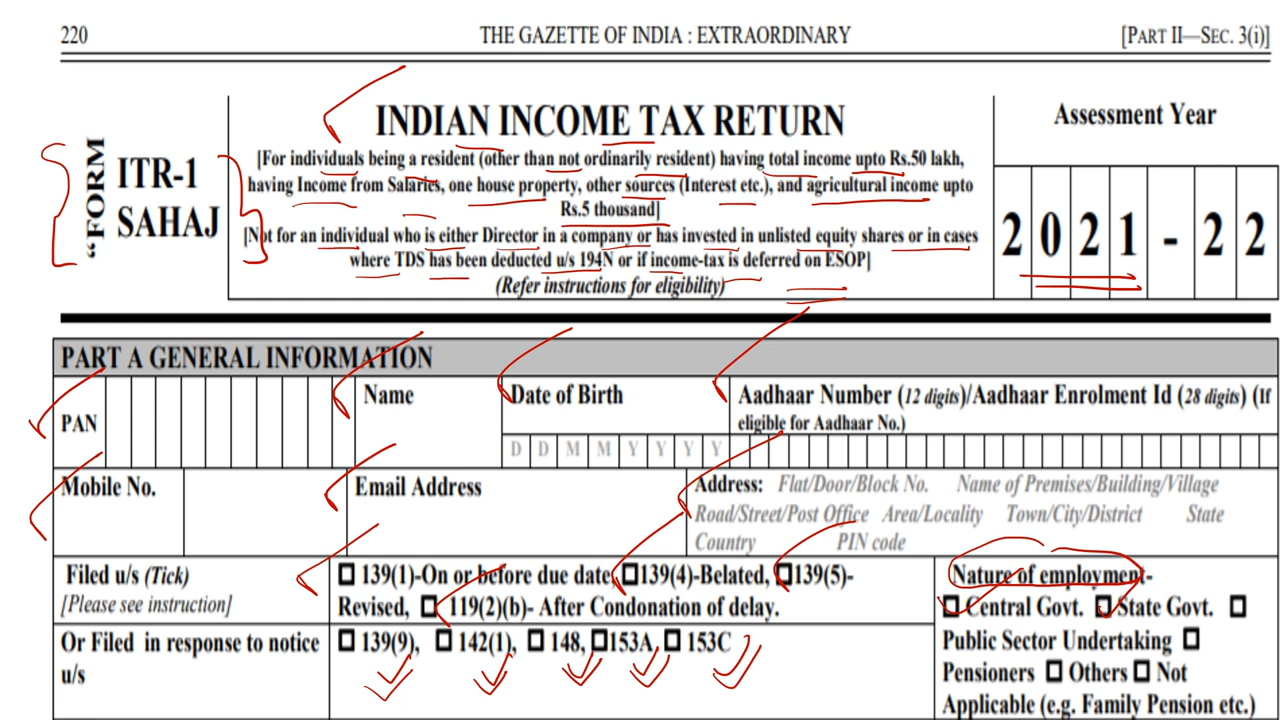 220 THE GAZETTE OF INDIA : EXTRAORDINARY [PART II—SEC. 3(i)]
“FORM
ITR-1
SAHAJ
INDIAN INCOME TAX RETURN
[For individuals being a resident (other than not ordinarily resident) having total income upto Rs.50 lakh,
having Income from Salaries, one house property, other sources (Interest etc.), and agricultural income upto
Rs.5 thousand]
[Not for an individual who is either Director in a company or has invested in unlisted equity shares or in cases
where TDS has been deducted u/s 194N or if income-tax is deferred on ESOP]
(Refer instructions for eligibility)
Assessment Year
2 0 2 1 - 2 2
PART A GENERAL INFORMATION
PAN
Name
Date of Birth
D D M M Y Y Y Y
Aadhaar Number (12 digits)/Aadhaar Enrolment Id (28 digits) (If
eligible for Aadhaar No.)
Mobile No.
Email Address
Address: Flat/Door/Block No. Name of Premises/Building/Village
Road/Street/Post Office Area/Locality Town/City/District State
Country PIN code
Filed u/s (Tick)
[Please see instruction]
139(1)-On or before due date, 139(4)-Belated, 139(5)-
Revised, 119(2)(b)- After Condonation of delay.
Or Filed in response to notice
u/s
139(9), 142(1), 148, 153A, 153C
Nature of employment-
Central Govt. State Govt.
Public Sector Undertaking
Pensioners Others Not
Applicable (e.g. Family Pension etc.)